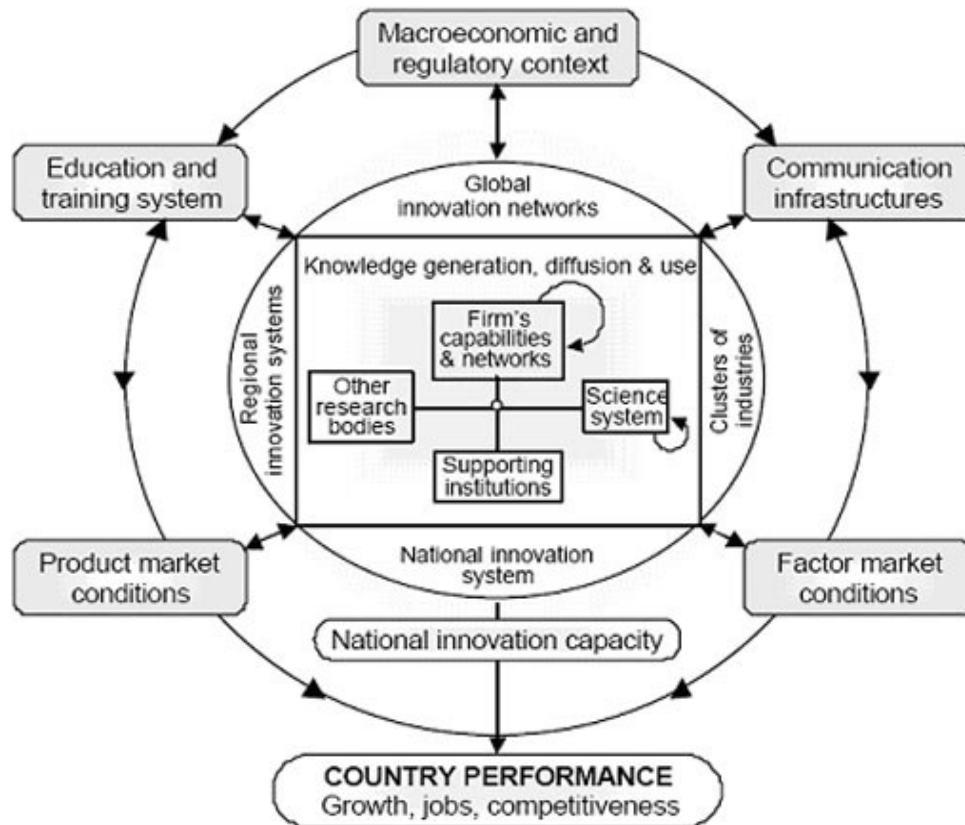 Macroeconomic and
regulatory context
Education and
training system
Communication
infrastructures
Global
innovation networks
Knowledge generation, diffusion & use
Regional
innovation systems
Clusters of
industries
Firm's
capabilities
& networks
Other
research
bodies
Science
system
Supporting
institutions
Product market
conditions
National innovation
system
Factor market
conditions
National innovation capacity
COUNTRY PERFORMANCE
Growth, jobs, competitiveness